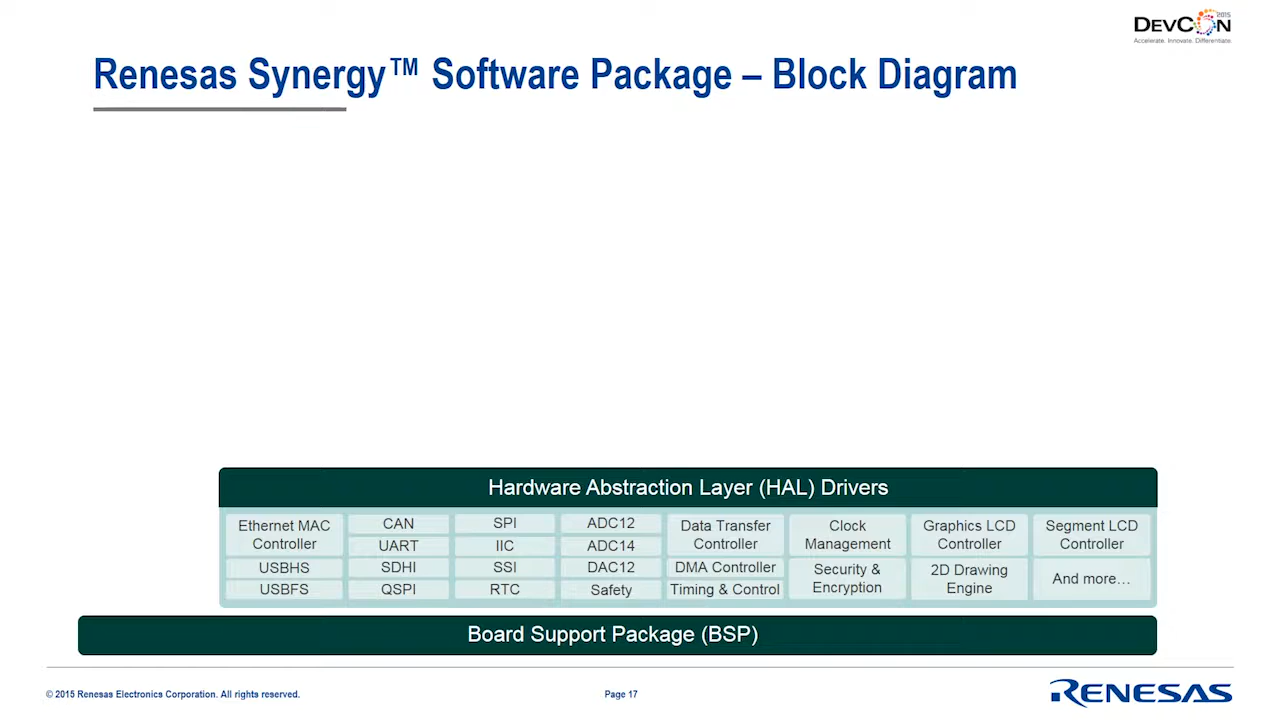 2015
DEVCON
Accelerate. Innovate. Differentiate.
Renesas Synergy™ Software Package – Block Diagram
Hardware Abstraction Layer (HAL) Drivers
Ethernet MAC
Controller
USBHS
USBFS
CAN
UART
SDHI
QSPI
SPI
IIC
SSI
RTC
ADC12
ADC14
DAC12
Safety
Data Transfer
Controller
DMA Controller
Timing & Control
Clock
Management
Security &
Encryption
Graphics LCD
Controller
2D Drawing
Engine
Segment LCD
Controller
And more…
Board Support Package (BSP)
© 2015 Renesas Electronics Corporation. All rights reserved.
Page 17
RENESAS